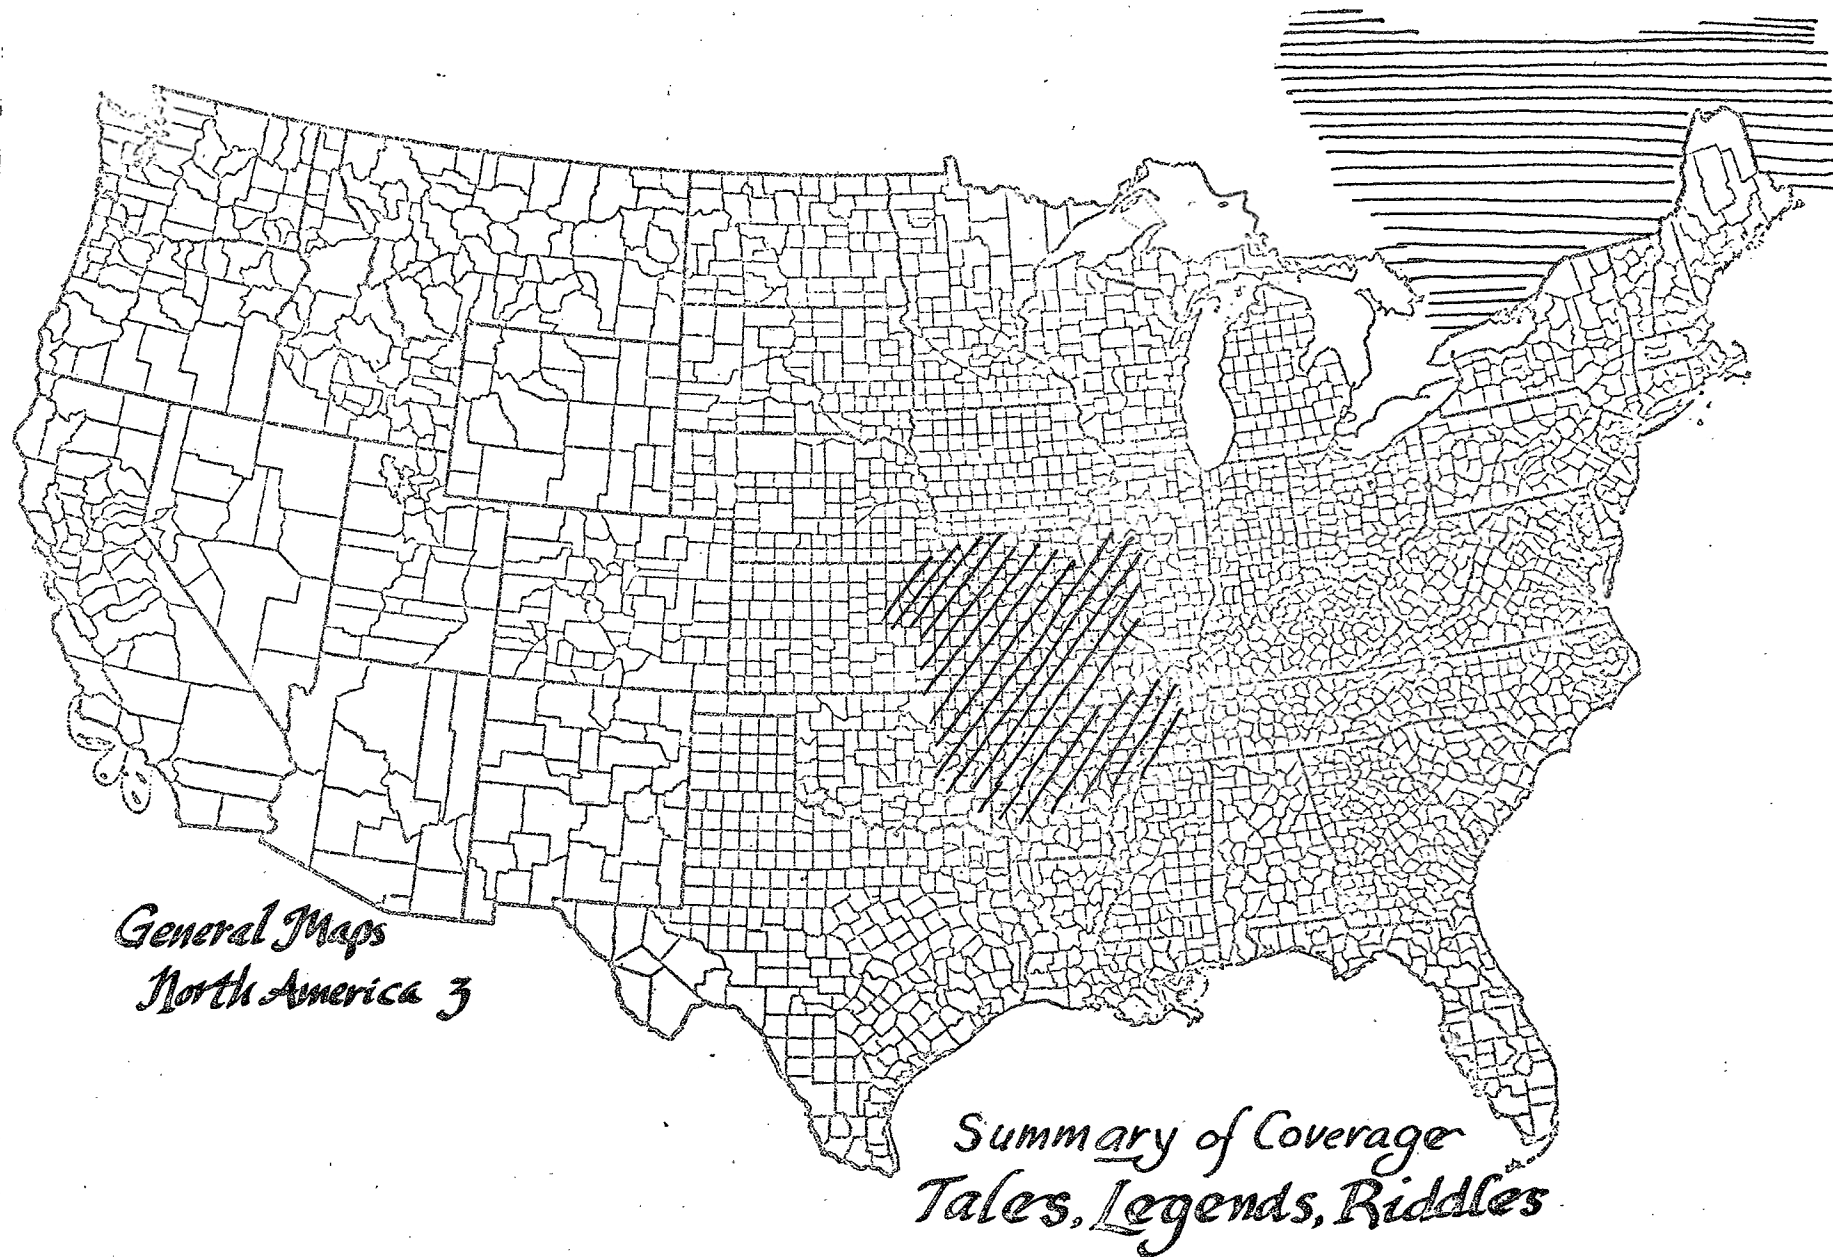 General Maps
North America 3
Summary of Coverage
Tales, Legends, Riddles